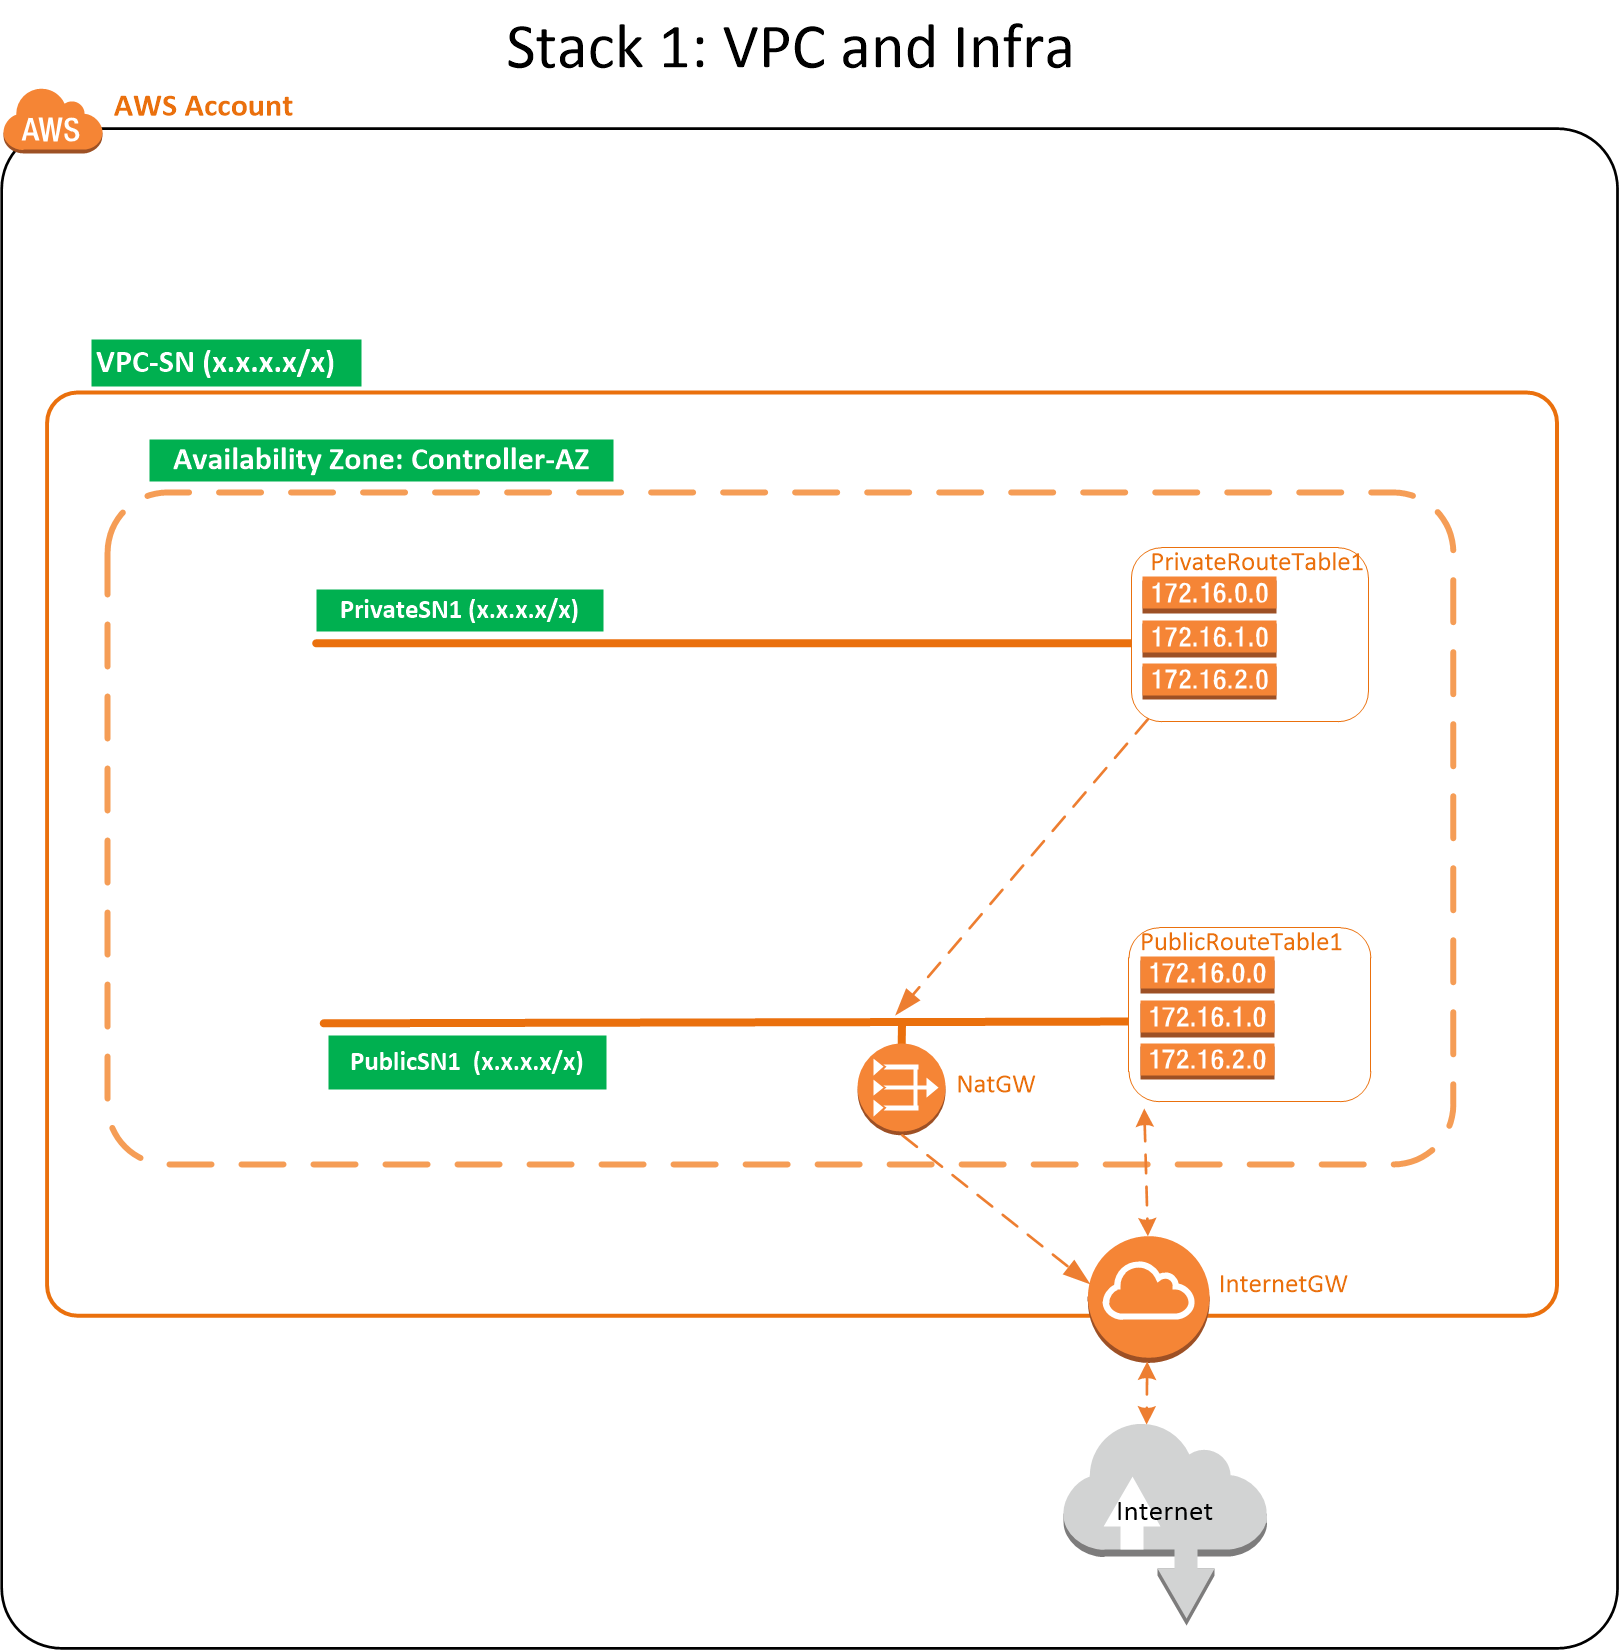 Stack 1: VPC and Infra
AWS
AWS Account
VPC-SN (x.x.x.x/x)
Availability Zone: Controller-AZ
PrivateRouteTable1
172.16.0.0
172.16.1.0
172.16.2.0
PrivateSN1 (x.x.x.x/x)
PublicRouteTable1
172.16.0.0
172.16.1.0
172.16.2.0
PublicSN1 (x.x.x.x/x)
NatGW
InternetGW
Internet